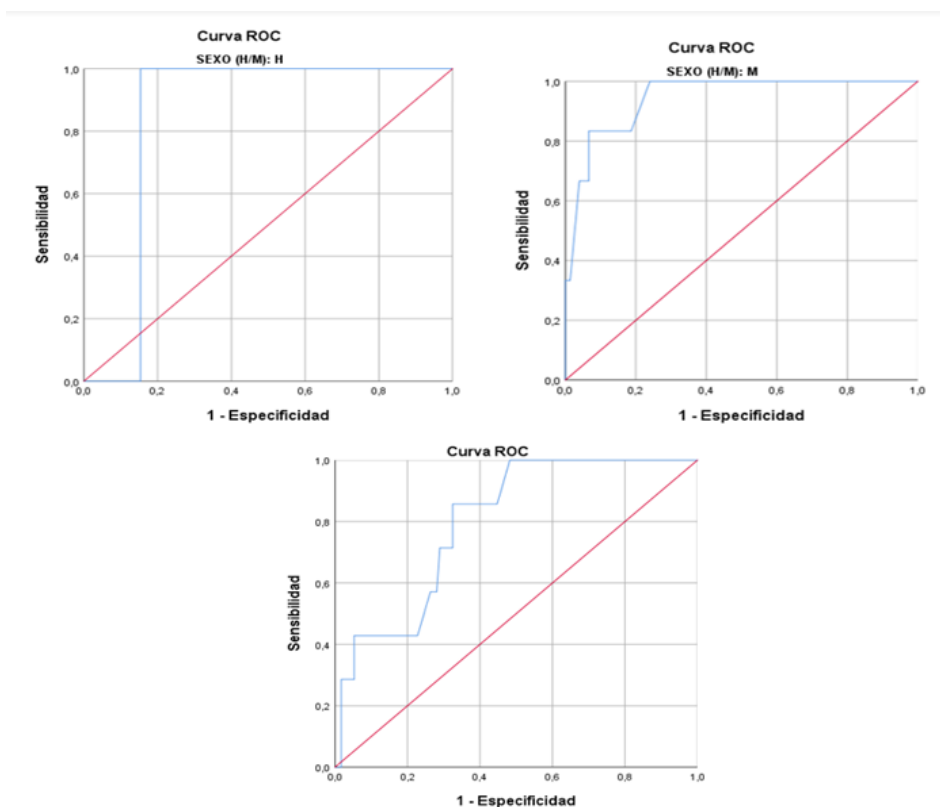 Curva ROC
SEXO (H/M): H
1,0
0,8
0,6
0,4
0,2
0,0
0,0 0,2 0,4 0,6 0,8 1,0
Sensibilidad
1 - Especificidad
Curva ROC
SEXO (H/M): M
1,0
0,8
0,6
0,4
0,2
0,0
0,0 0,2 0,4 0,6 0,8 1,0
Sensibilidad
1 - Especificidad
Curva ROC
1,0
0,8
0,6
0,4
0,2
0,0
0,0 0,2 0,4 0,6 0,8 1,0
Sensibilidad
1 - Especificidad